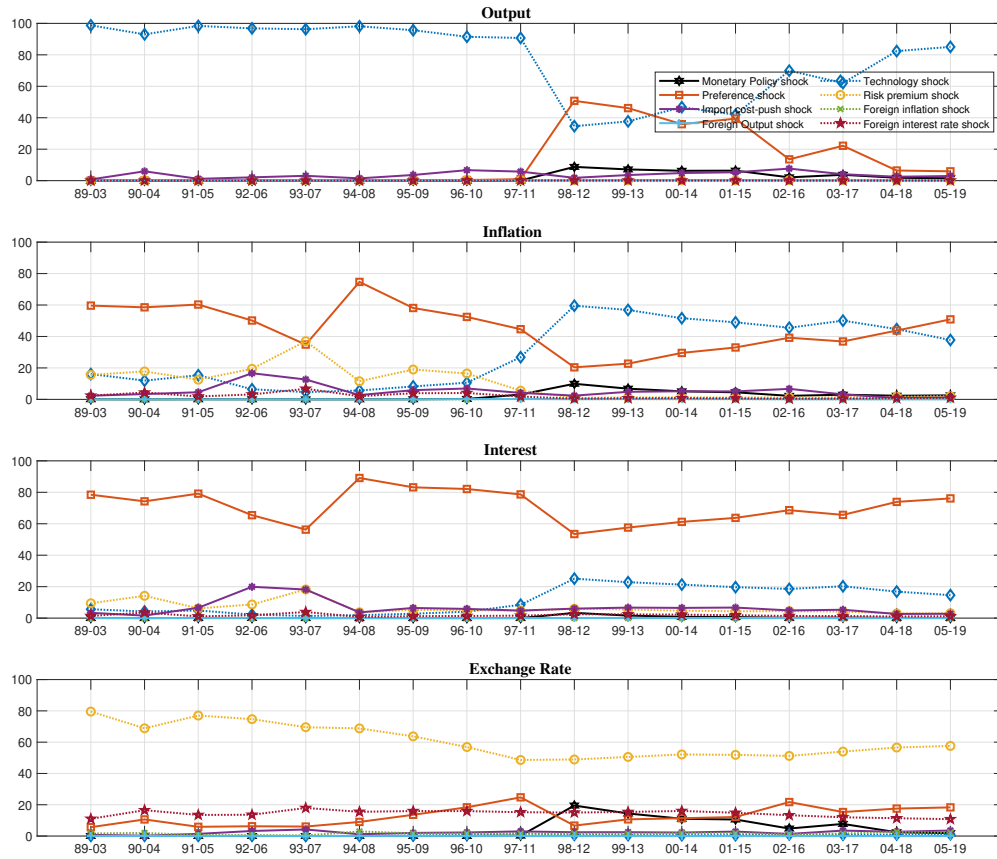 Output
100
80
60
40
20
0
Monetary Policy shock
Technology shock
Preference shock
Risk premium shock
Import cost-push shock
Foreign inflation shock
Foreign Output shock
Foreign interest rate shock
89-03 90-04 91-05 92-06 93-07 94-08 95-09 96-10 97-11 98-12 99-13 00-14 01-15 02-16 03-17 04-18 05-19
Inflation
100
80
60
40
20
0
89-03 90-04 91-05 92-06 93-07 94-08 95-09 96-10 97-11 98-12 99-13 00-14 01-15 02-16 03-17 04-18 05-19
Interest
100
80
60
40
20
0
89-03 90-04 91-05 92-06 93-07 94-08 95-09 96-10 97-11 98-12 99-13 00-14 01-15 02-16 03-17 04-18 05-19
Exchange Rate
100
80
60
40
20
0
89-03 90-04 91-05 92-06 93-07 94-08 95-09 96-10 97-11 98-12 99-13 00-14 01-15 02-16 03-17 04-18 05-19